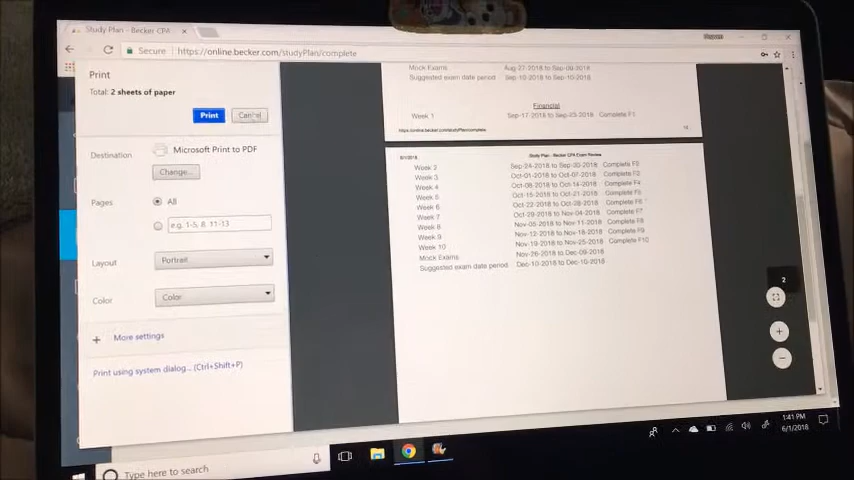 Study Plan - Becker CPA
Secure https://online.becker.com/studyPlan/complete
Print
Total: 2 sheets of paper
Print Cancel
Destination Microsoft Print to PDF
Change...
Pages All
e.g. 1-5, 8, 11-13
Layout Portrait
Color Color
+ More settings
Print using system dialog... (Ctrl+Shift+P)
Mock Exams Aug-27-2018 to Sep-09-2018
Suggested exam date period Sep-10-2018 to Sep-10-2018
Financial
Week 1 Sep-17-2018 to Sep-23-2018 Complete F1
https://online.becker.com/studyplan/complete
6/1/2018 Study Plan - Becker CPA Exam Review
Week 2 Sep-24-2018 to Sep-30-2018 Complete F2
Week 3 Oct-01-2018 to Oct-07-2018 Complete F3
Week 4 Oct-08-2018 to Oct-14-2018 Complete F4
Week 5 Oct-15-2018 to Oct-21-2018 Complete F5
Week 6 Oct-22-2018 to Oct-28-2018 Complete F6
Week 7 Oct-29-2018 to Nov-04-2018 Complete F7
Week 8 Nov-05-2018 to Nov-11-2018 Complete F8
Week 9 Nov-12-2018 to Nov-18-2018 Complete F9
Week 10 Nov-19-2018 to Nov-25-2018 Complete F10
Mock Exams Nov-26-2018 to Dec-09-2018
Suggested exam date period Dec-10-2018 to Dec-10-2018
2
1:41 PM
6/1/2018
Type here to search